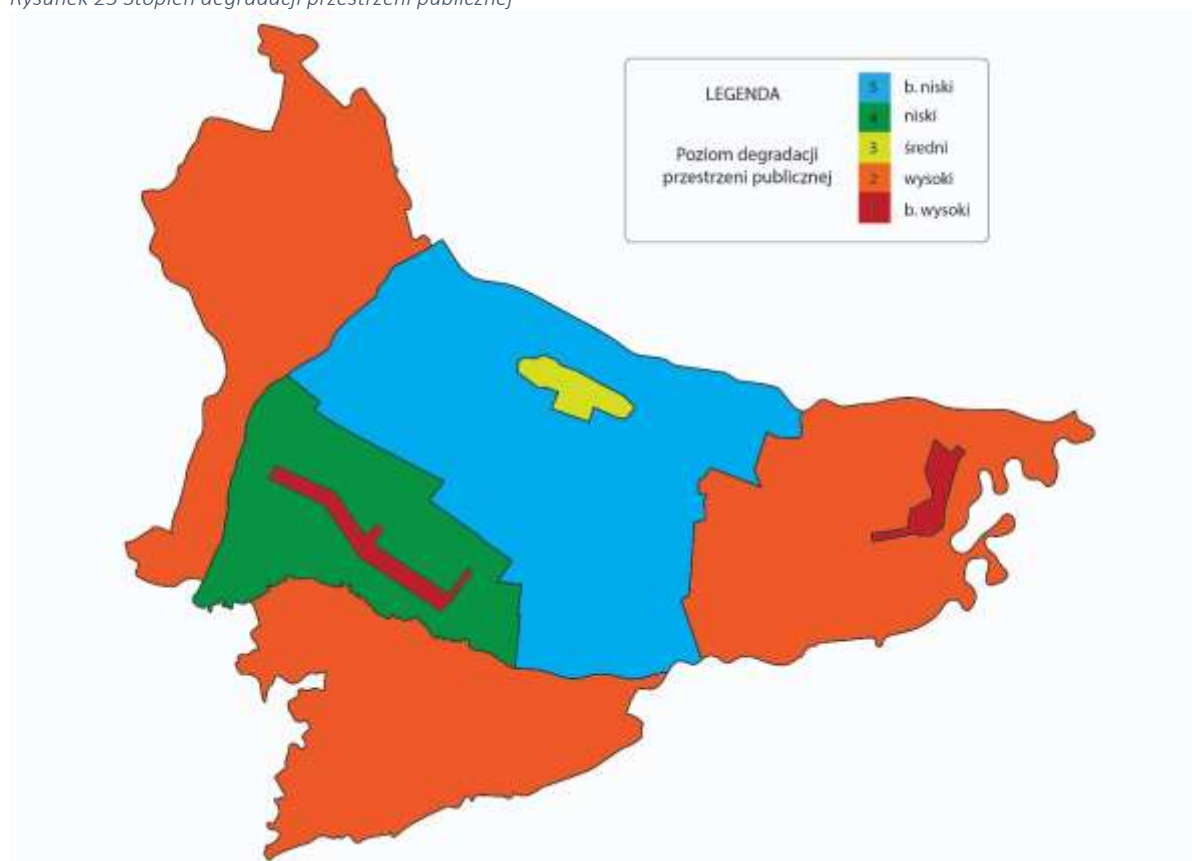 Rysunek 23 Stopień degradacji przestrzeni publicznej
LEGENDA
Poziom degradacji
przestrzeni publicznej
5 b. niski
4 niski
3 średni
2 wysoki
b. wysoki